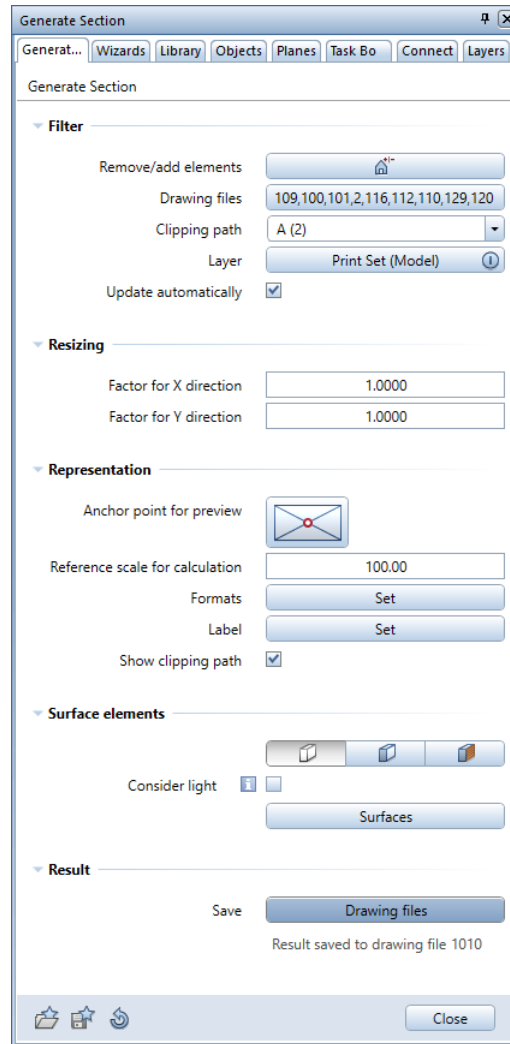 Generate Section
Generat... Wizards Library Objects Planes Task Bo Connect Layers
Generate Section
Filter
Remove/add elements
Drawing files 109,100,101,2,116,112,110,129,120
Clipping path A (2)
Layer Print Set (Model)
Update automatically
Resizing
Factor for X direction 1.0000
Factor for Y direction 1.0000
Representation
Anchor point for preview
Reference scale for calculation 100.00
Formats Set
Label Set
Show clipping path
Surface elements
Consider light
Surfaces
Result
Save Drawing files
Result saved to drawing file 1010
Close